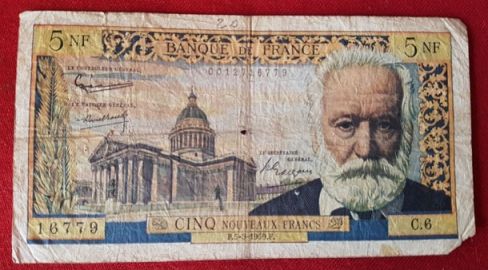 5 NF
BANQUE DE FRANCE
5 NF
LE CONTRÔLEUR GÉNÉRAL,
LE CAISSIER GÉNÉRAL,
LE SECRÉTAIRE
GÉNÉRAL,
16779
CINQ NOUVEAUX FRANCS
C.6